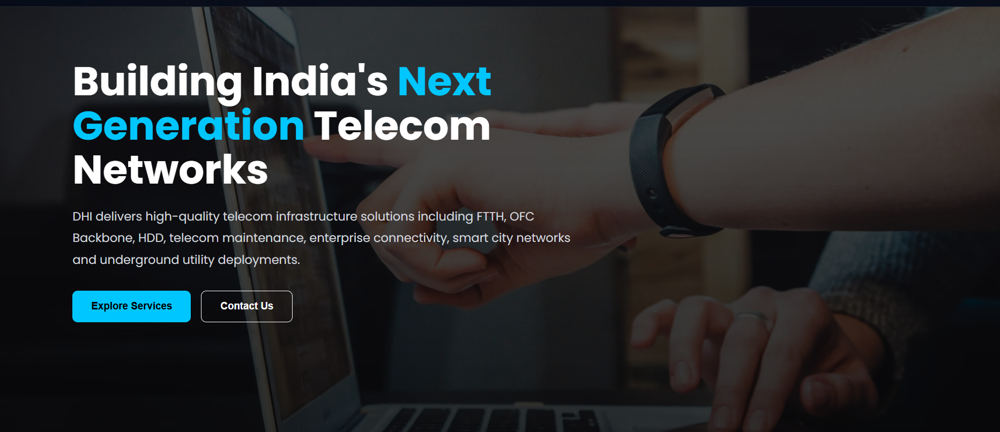 Building India's Next
Generation Telecom
Networks
DHI delivers high-quality telecom infrastructure solutions including FTTH, OFC
Backbone, HDD, telecom maintenance, enterprise connectivity, smart city networks
and underground utility deployments.
Explore Services
Contact Us